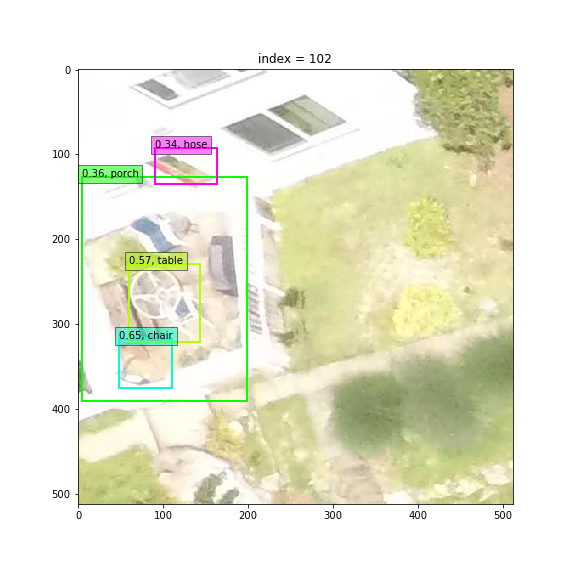 index = 102
0
100
200
300
400
500
0.34, hose
0.36, porch
0.57, table
0.65, chair
0 100 200 300 400 500